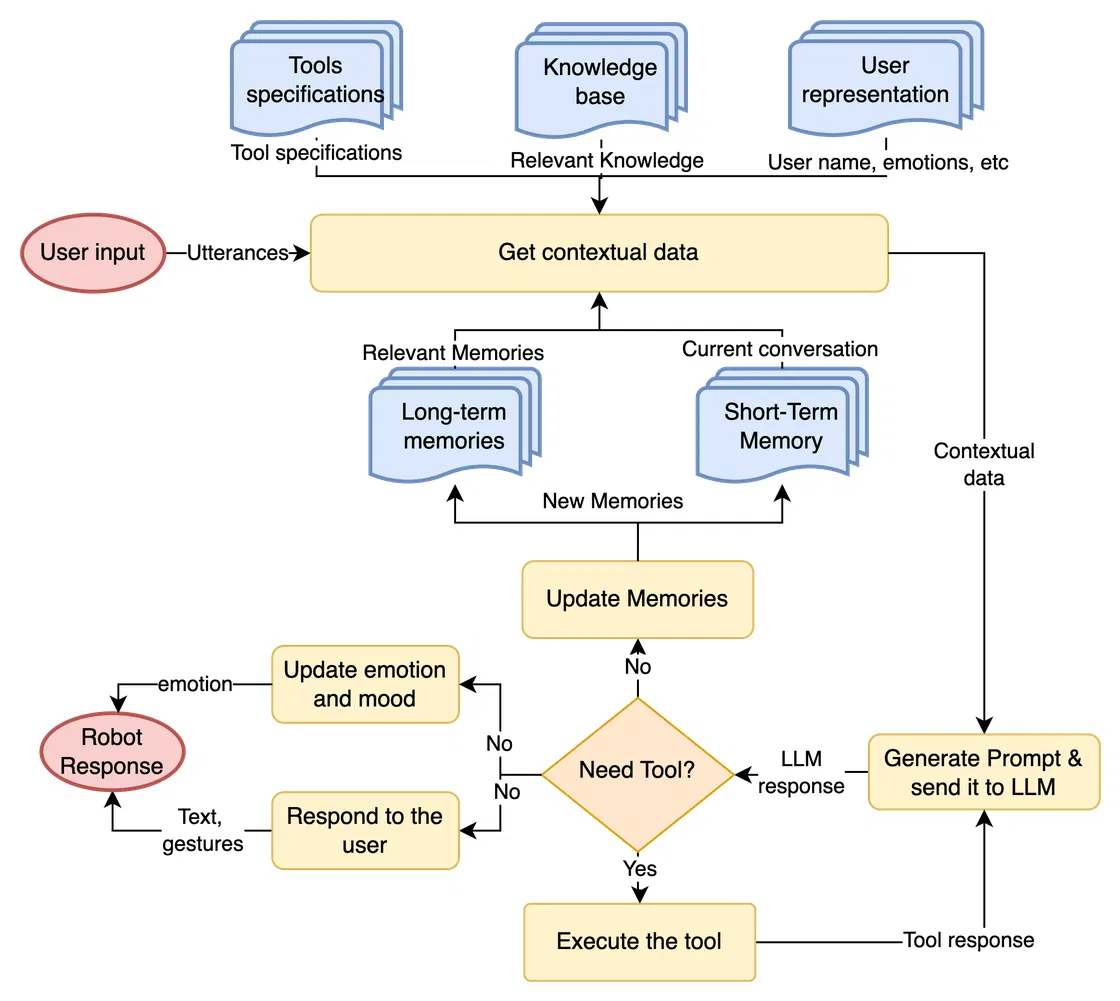 Tools
specifications
Knowledge
base
User
representation
Tool specifications
Relevant Knowledge
User name, emotions, etc
User input
Utterances
Get contextual data
Relevant Memories
Current conversation
Long-term
memories
Short-Term
Memory
Contextual
data
New Memories
Update Memories
No
Update emotion
and mood
emotion
Robot
Response
No
Need Tool?
LLM
response
Generate Prompt &
send it to LLM
No
Text,
gestures
Respond to the
user
Yes
Execute the tool
Tool response